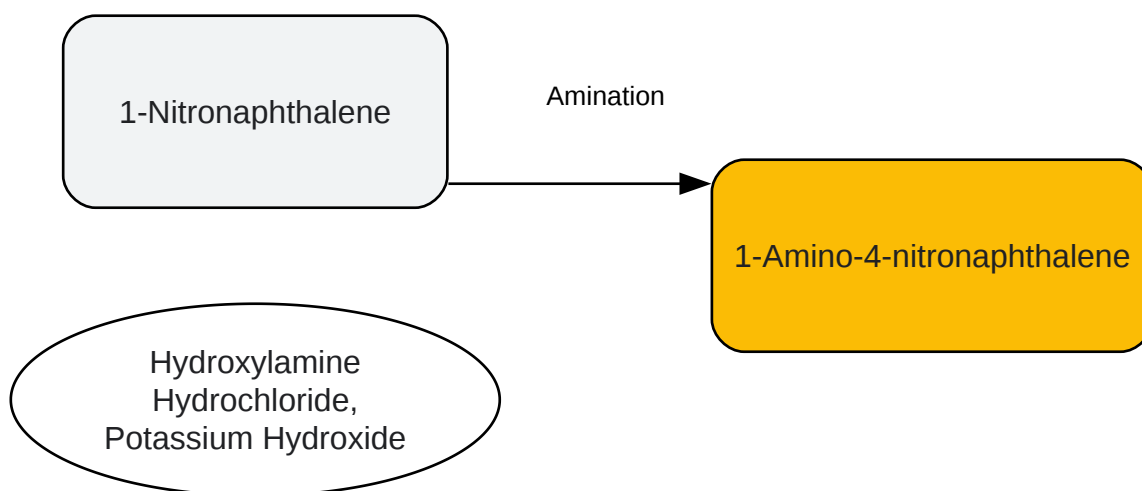 1-Nitronaphthalene
Amination
1-Amino-4-nitronaphthalene
Hydroxylamine
Hydrochloride,
Potassium Hydroxide